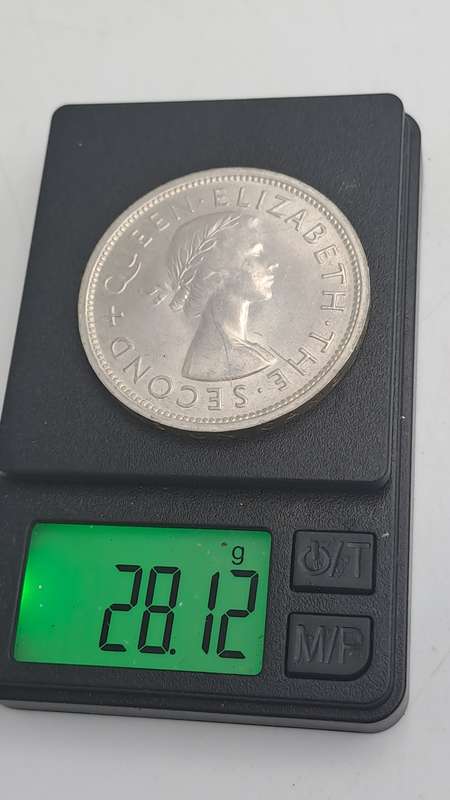 + QUEEN · ELIZABETH · THE · SECOND
g
28.12
⏻/T
M/P